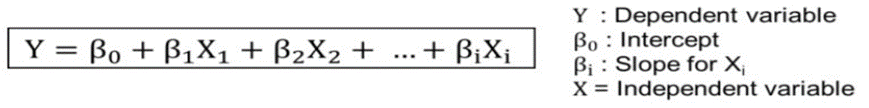 Y = β₀ + β₁X₁ + β₂X₂ + ... + βᵢXᵢ
Y : Dependent variable
β₀ : Intercept
βᵢ : Slope for Xᵢ
X = Independent variable